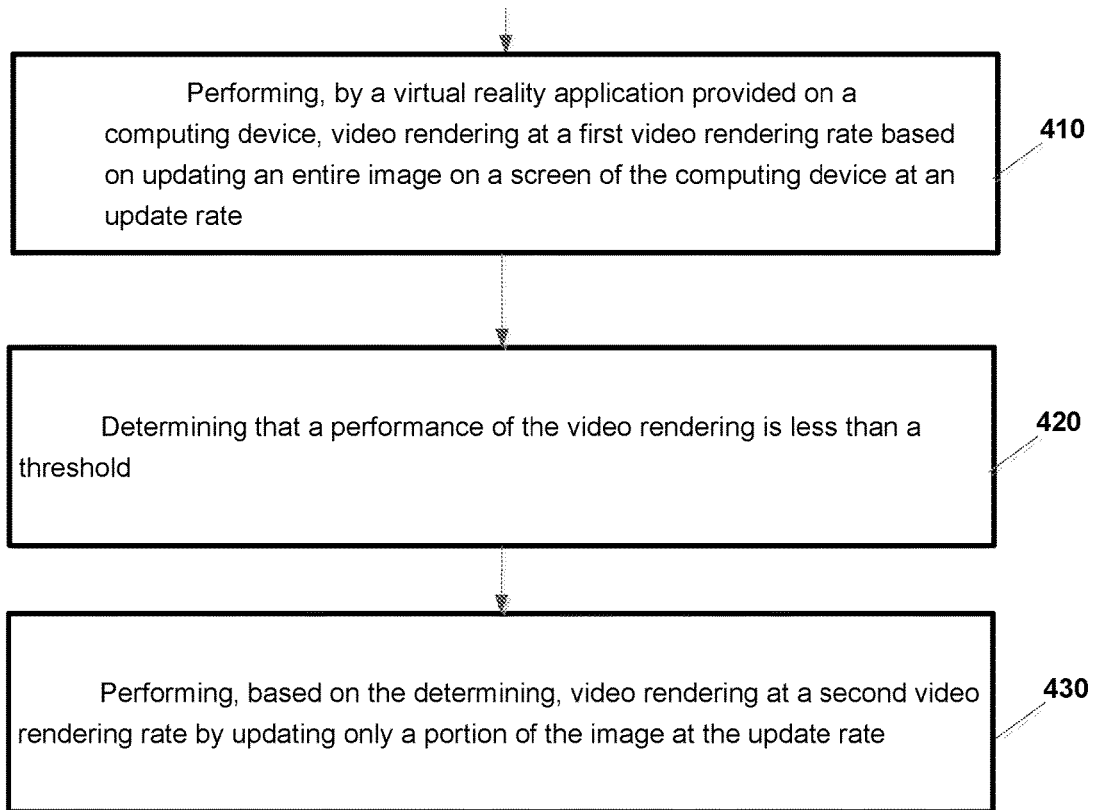 Performing, by a virtual reality application provided on a
computing device, video rendering at a first video rendering rate based
on updating an entire image on a screen of the computing device at an
update rate
410
Determining that a performance of the video rendering is less than a
threshold
420
Performing, based on the determining, video rendering at a second video
rendering rate by updating only a portion of the image at the update rate
430